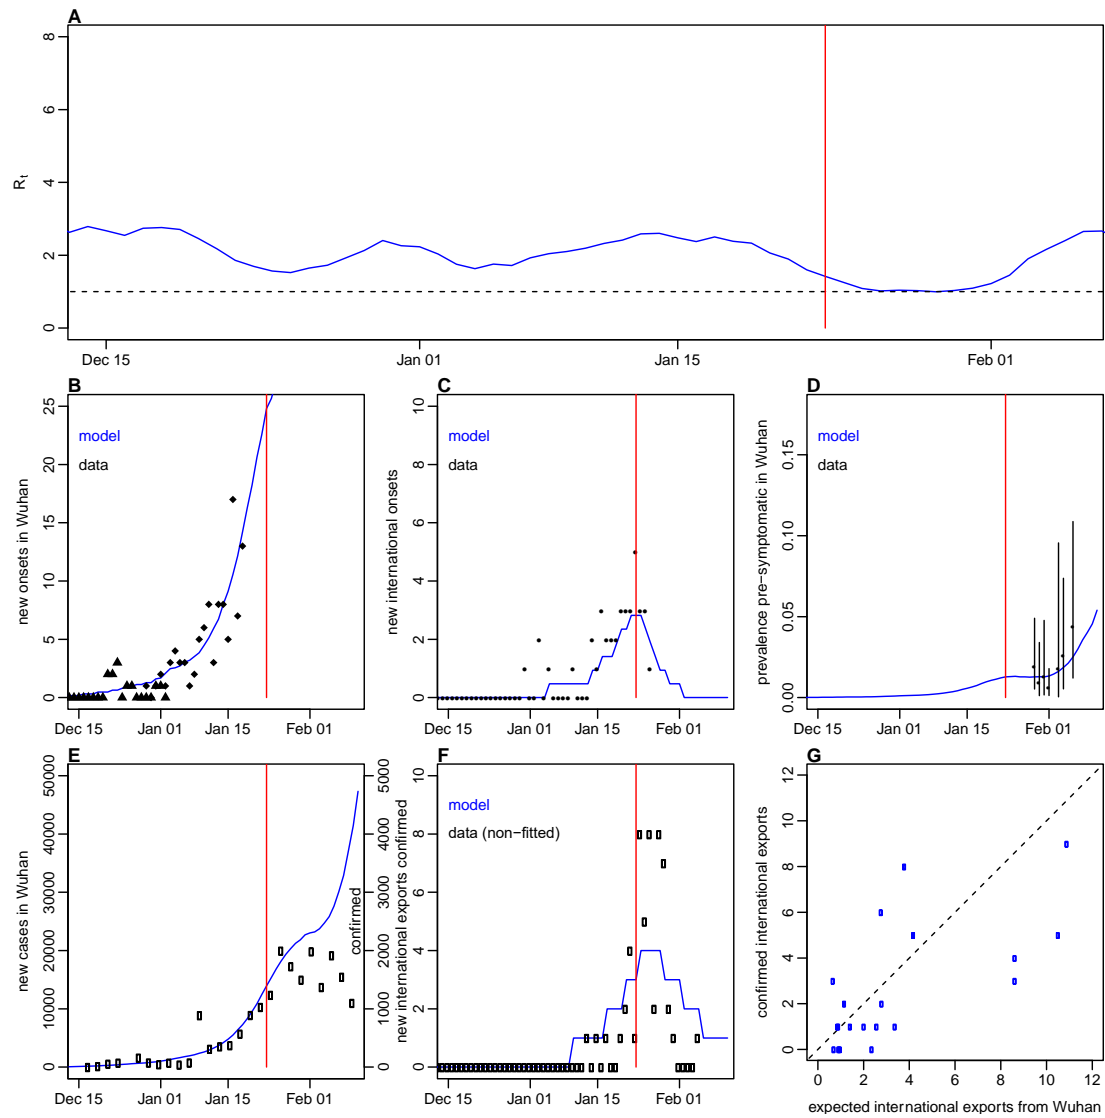 A
8
6
4
2
0
Rt
Dec 15
Jan 01
Jan 15
Feb 01
B
25
20
15
10
5
0
new onsets in Wuhan
model
data
Dec 15
Jan 01
Jan 15
Feb 01
C
10
8
6
4
2
0
new international onsets
model
data
Dec 15
Jan 01
Jan 15
Feb 01
D
0.15
0.10
0.05
0.00
prevalence pre−symptomatic in Wuhan
model
data
Dec 15
Jan 01
Jan 15
Feb 01
E
50000
40000
30000
20000
10000
0
new cases in Wuhan
5000
4000
3000
2000
1000
0
confirmed
Dec 15
Jan 01
Jan 15
Feb 01
F
10
8
6
4
2
0
new international exports confirmed
model
data (non−fitted)
Dec 15
Jan 01
Jan 15
Feb 01
G
12
10
8
6
4
2
0
confirmed international exports
0
2
4
6
8
10
12
expected international exports from Wuhan